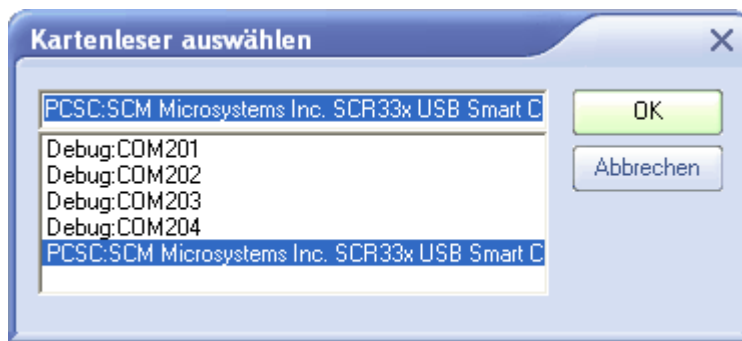 Kartenleser auswählen
PCSC:SCM Microsystems Inc. SCR33x USB Smart C
OK
Debug:COM201
Abbrechen
Debug:COM202
Debug:COM203
Debug:COM204
PCSC:SCM Microsystems Inc. SCR33x USB Smart C